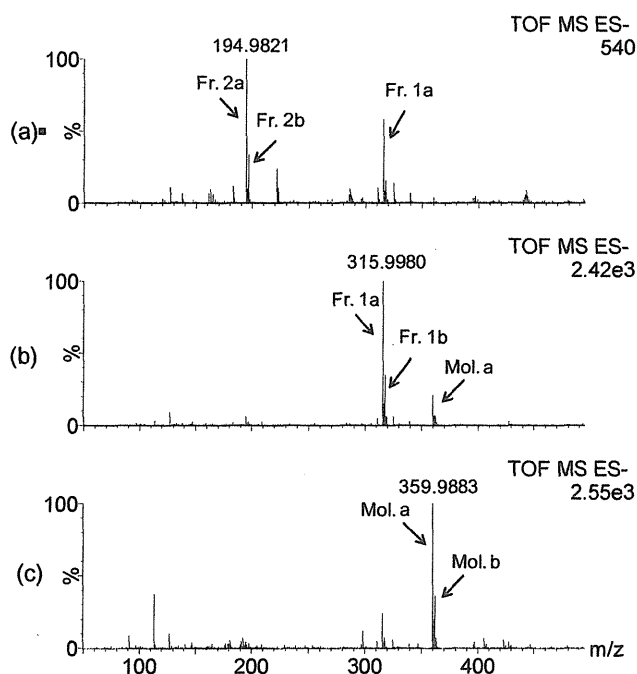 TOF MS ES-
540
194.9821
100
Fr. 2a
Fr. 1a
Fr. 2b
(a)
%
0
TOF MS ES-
2.42e3
315.9980
100
Fr. 1a
Fr. 1b
(b)
%
Mol. a
0
TOF MS ES-
2.55e3
359.9883
100
Mol. a
Mol. b
(c)
%
0
m/z
100 200 300 400